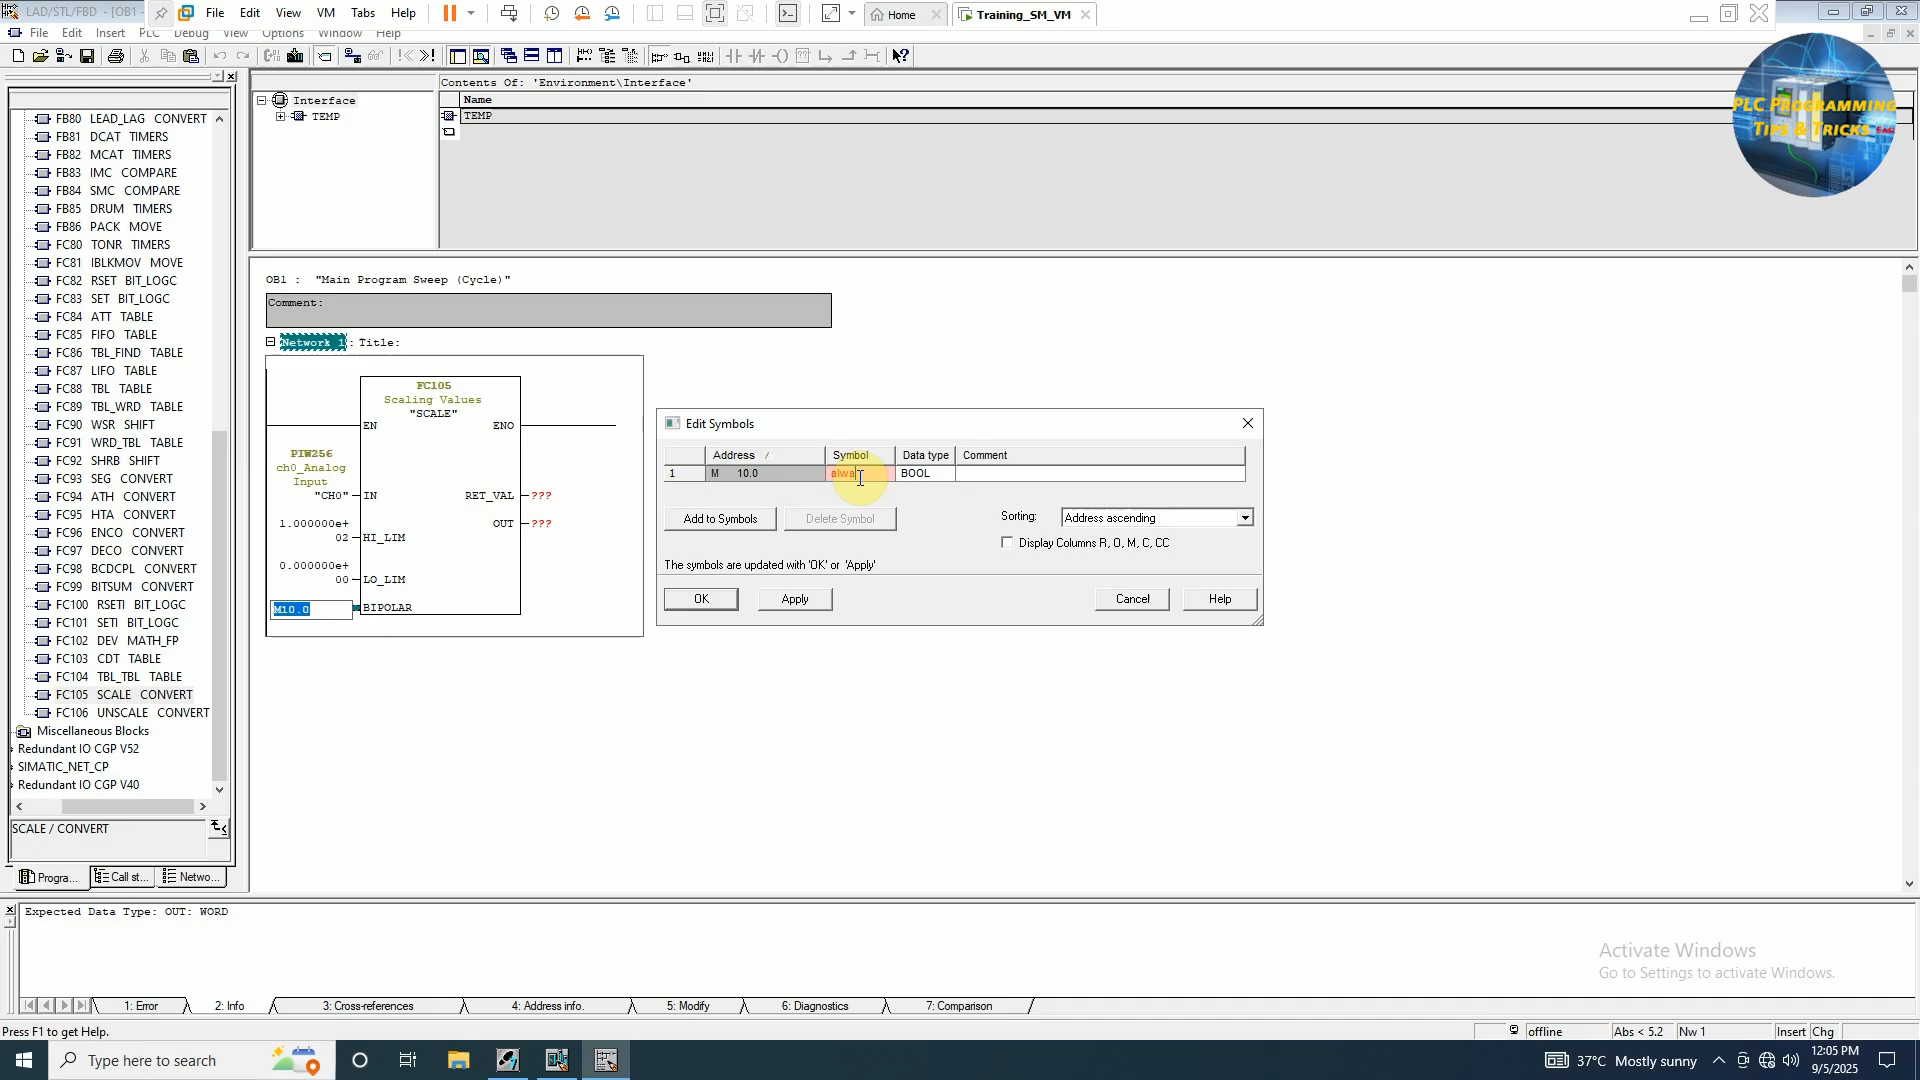 LAD/STL/FBD - [OB1 -
File Edit View VM Tabs Help
Home
Training_SM_VM
File Edit Insert PLC Debug View Options Window Help
PLC PROGRAMMING
TIPS & TRICKS
Contents Of: 'Environment\Interface'
Interface
TEMP
Name
TEMP
FB80 LEAD_LAG CONVERT
FB81 DCAT TIMERS
FB82 MCAT TIMERS
FB83 IMC COMPARE
FB84 SMC COMPARE
FB85 DRUM TIMERS
FB86 PACK MOVE
FC80 TONR TIMERS
FC81 IBLKMOV MOVE
FC82 RSET BIT_LOGC
FC83 SET BIT_LOGC
FC84 ATT TABLE
FC85 FIFO TABLE
FC86 TBL_FIND TABLE
FC87 LIFO TABLE
FC88 TBL TABLE
FC89 TBL_WRD TABLE
FC90 WSR SHIFT
FC91 WRD_TBL TABLE
FC92 SHRB SHIFT
FC93 SEG CONVERT
FC94 ATH CONVERT
FC95 HTA CONVERT
FC96 ENCO CONVERT
FC97 DECO CONVERT
FC98 BCDCPL CONVERT
FC99 BITSUM CONVERT
FC100 RSETI BIT_LOGC
FC101 SETI BIT_LOGC
FC102 DEV MATH_FP
FC103 CDT TABLE
FC104 TBL_TBL TABLE
FC105 SCALE CONVERT
FC106 UNSCALE CONVERT
Miscellaneous Blocks
Redundant IO CGP V52
SIMATIC_NET_CP
Redundant IO CGP V40
SCALE / CONVERT
Progra... Call st... Netwo...
OB1 : "Main Program Sweep (Cycle)"
Comment:
Network 1: Title:
FC105
Scaling Values
"SCALE"
EN ENO
PIW256
ch0_Analog
Input
"CH0" IN RET_VAL ???
1.000000e+
02 HI_LIM OUT ???
0.000000e+
00 LO_LIM
M10.0 BIPOLAR
Edit Symbols
Address / Symbol Data type Comment
1 M 10.0 alwa BOOL
Add to Symbols Delete Symbol Sorting: Address ascending
Display Columns R, O, M, C, CC
The symbols are updated with 'OK' or 'Apply'
OK Apply Cancel Help
Expected Data Type: OUT: WORD
Activate Windows
Go to Settings to activate Windows.
1: Error 2: Info 3: Cross-references 4: Address info. 5: Modify 6: Diagnostics 7: Comparison
Press F1 to get Help. offline Abs < 5.2 Nw 1 Insert Chg
Type here to search
37°C Mostly sunny
12:05 PM
9/5/2025